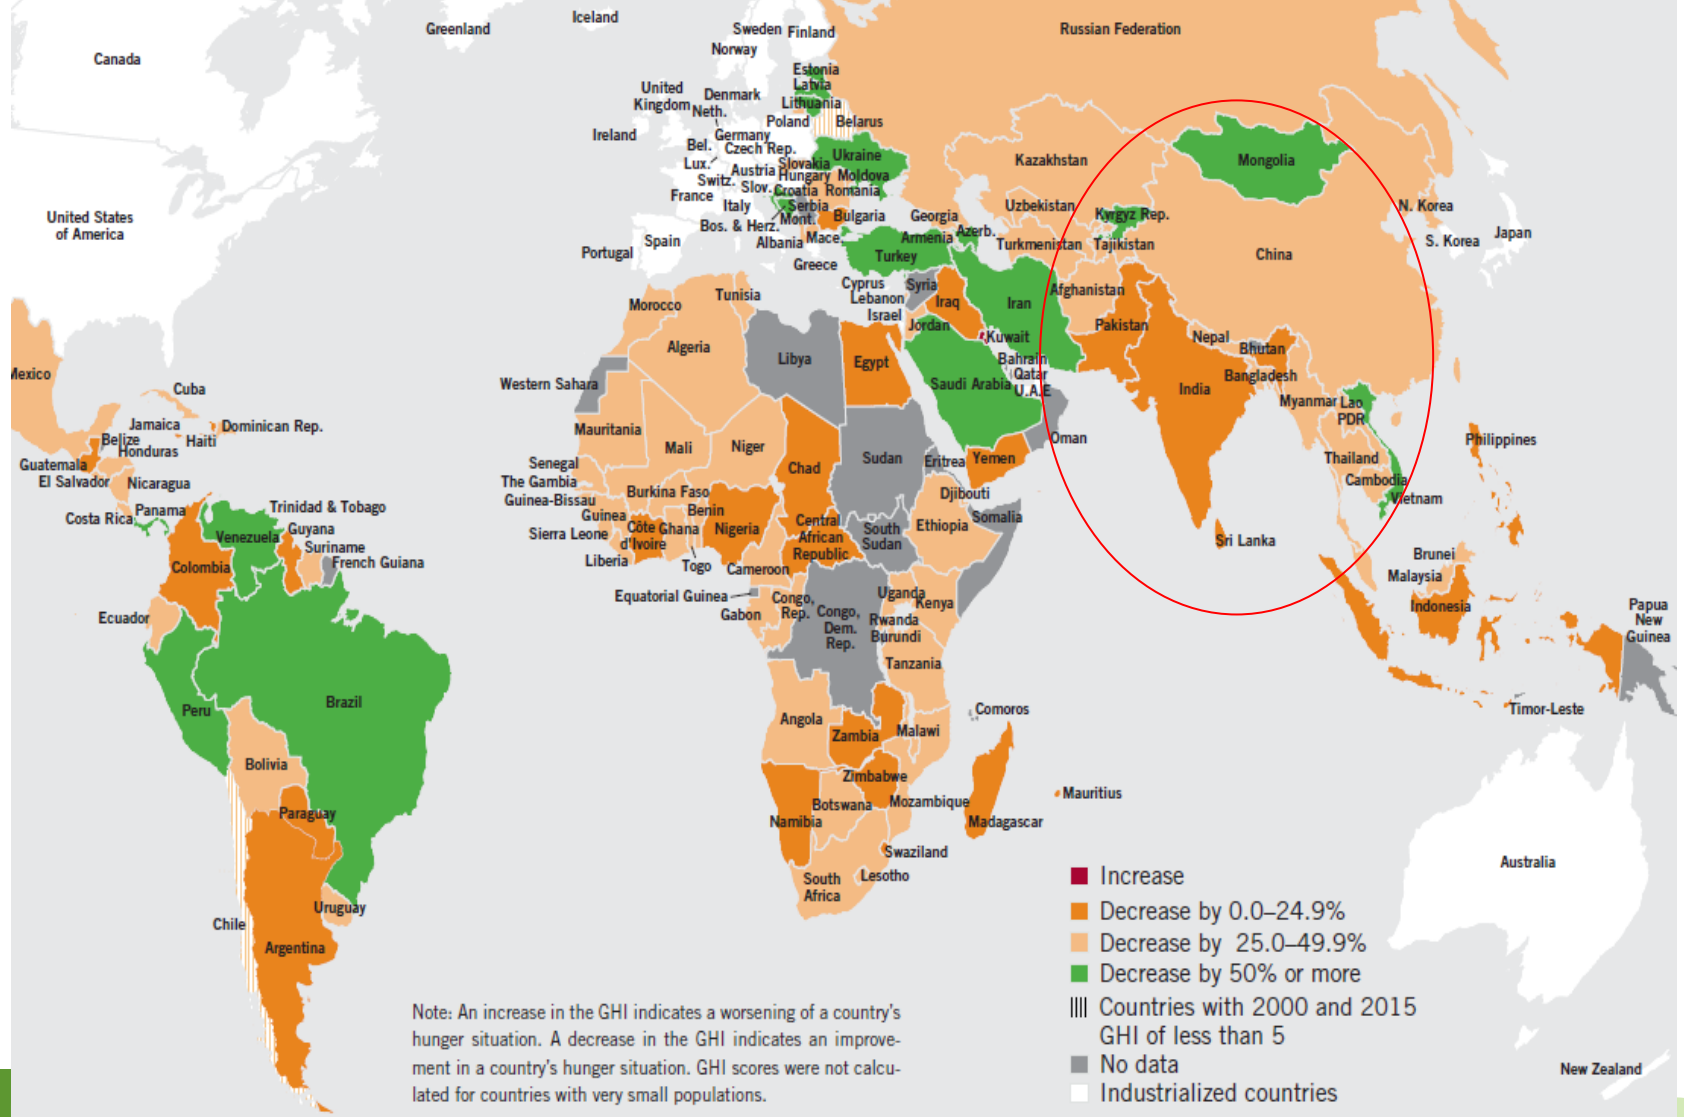 Iceland
Greenland
Canada
Sweden
Finland
Norway
Russian Federation
Estonia
Latvia
Lithuania
United
Kingdom
Denmark
Neth.
Poland
Belarus
Ireland
Germany
Bel.
Czech Rep.
Lux.
Slovakia
Ukraine
Austria
Switz.
Hungary
Moldova
Slov.
Croatia
Romania
France
Italy
Serbia
Mont.
Bulgaria
Bos. & Herz.
Albania
Mace.
Greece
Portugal
Spain
United States
of America
Georgia
Armenia
Azerb.
Turkey
Kazakhstan
Uzbekistan
Turkmenistan
Kyrgyz Rep.
Tajikistan
Mongolia
China
N. Korea
S. Korea
Japan
Cyprus
Lebanon
Israel
Syria
Iraq
Iran
Jordan
Kuwait
Bahrain
Qatar
U.A.E
Saudi Arabia
Oman
Yemen
Afghanistan
Pakistan
Nepal
Bhutan
India
Bangladesh
Myanmar
Lao
PDR
Thailand
Cambodia
Vietnam
Sri Lanka
Philippines
Brunei
Malaysia
Indonesia
Papua
New
Guinea
Timor-Leste
Mexico
Cuba
Jamaica
Dominican Rep.
Haiti
Belize
Honduras
Guatemala
El Salvador
Nicaragua
Costa Rica
Panama
Trinidad & Tobago
Guyana
Suriname
French Guiana
Venezuela
Colombia
Ecuador
Peru
Brazil
Bolivia
Paraguay
Uruguay
Chile
Argentina
Morocco
Tunisia
Algeria
Libya
Egypt
Western Sahara
Mauritania
Mali
Niger
Chad
Sudan
Eritrea
Djibouti
Senegal
The Gambia
Guinea-Bissau
Guinea
Sierra Leone
Liberia
Burkina Faso
Benin
Côte
d'Ivoire
Ghana
Togo
Nigeria
Cameroon
Central
African
Republic
South
Sudan
Ethiopia
Somalia
Equatorial Guinea
Gabon
Congo,
Rep.
Congo,
Dem.
Rep.
Uganda
Kenya
Rwanda
Burundi
Tanzania
Comoros
Angola
Zambia
Malawi
Zimbabwe
Mozambique
Namibia
Botswana
Madagascar
Mauritius
Swaziland
Lesotho
South
Africa
Australia
New Zealand
Increase
Decrease by 0.0–24.9%
Decrease by 25.0–49.9%
Decrease by 50% or more
Countries with 2000 and 2015
GHI of less than 5
No data
Industrialized countries
Note: An increase in the GHI indicates a worsening of a country's
hunger situation. A decrease in the GHI indicates an improve-
ment in a country's hunger situation. GHI scores were not calcu-
lated for countries with very small populations.